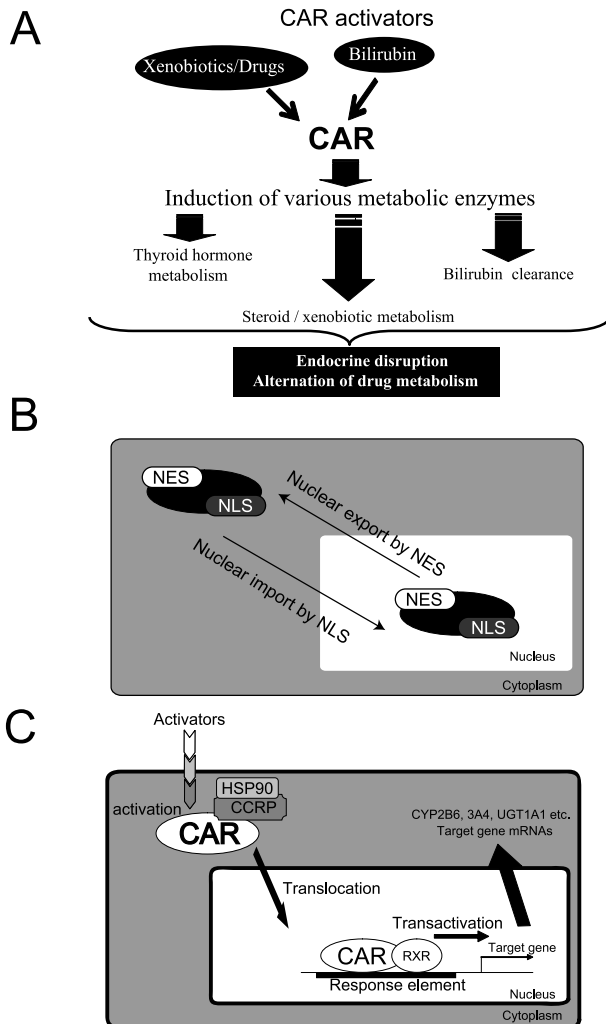 A
CAR activators
Xenobiotics/Drugs
Bilirubin
CAR
Induction of various metabolic enzymes
Thyroid hormone
metabolism
Bilirubin clearance
Steroid / xenobiotic metabolism
Endocrine disruption
Alternation of drug metabolism
B
NES
NLS
Nuclear export by NES
Nuclear import by NLS
NES
NLS
Nucleus
Cytoplasm
C
Activators
HSP90
CCRP
activation
CAR
CYP2B6, 3A4, UGT1A1 etc.
Target gene mRNAs
Translocation
Transactivation
Target gene
CAR
RXR
Response element
Nucleus
Cytoplasm